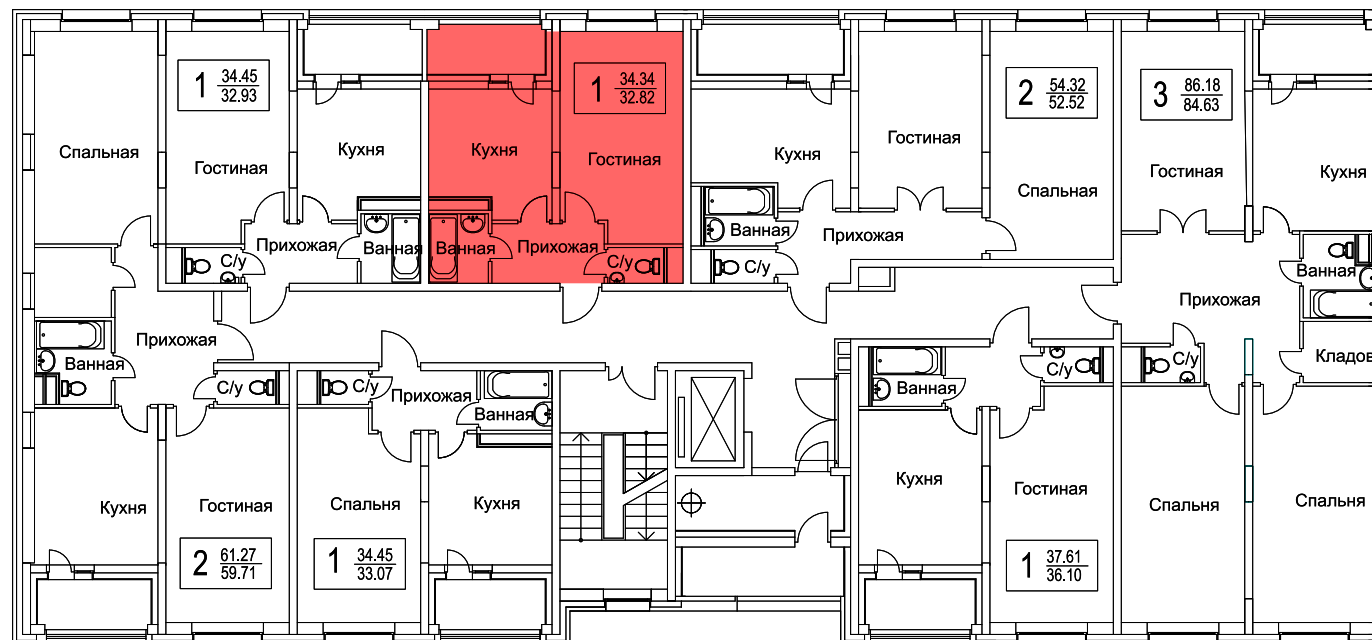 1 34.45
32.93
1 34.34
32.82
2 54.32
52.52
3 86.18
84.63
Спальная
Гостиная
Кухня
Кухня
Гостиная
Кухня
Гостиная
Спальная
Гостиная
Кухня
Прихожая
Ванная
Ванная
Прихожая
Ванная
Прихожая
С/у
С/у
С/у
Ванная
Прихожая
Прихожая
Ванная
С/у
С/у
Прихожая
Ванная
Ванная
С/у
С/у
Кладов
Кухня
Гостиная
Спальня
Кухня
Кухня
Гостиная
Спальня
Спальня
2 61.27
59.71
1 34.45
33.07
1 37.61
36.10